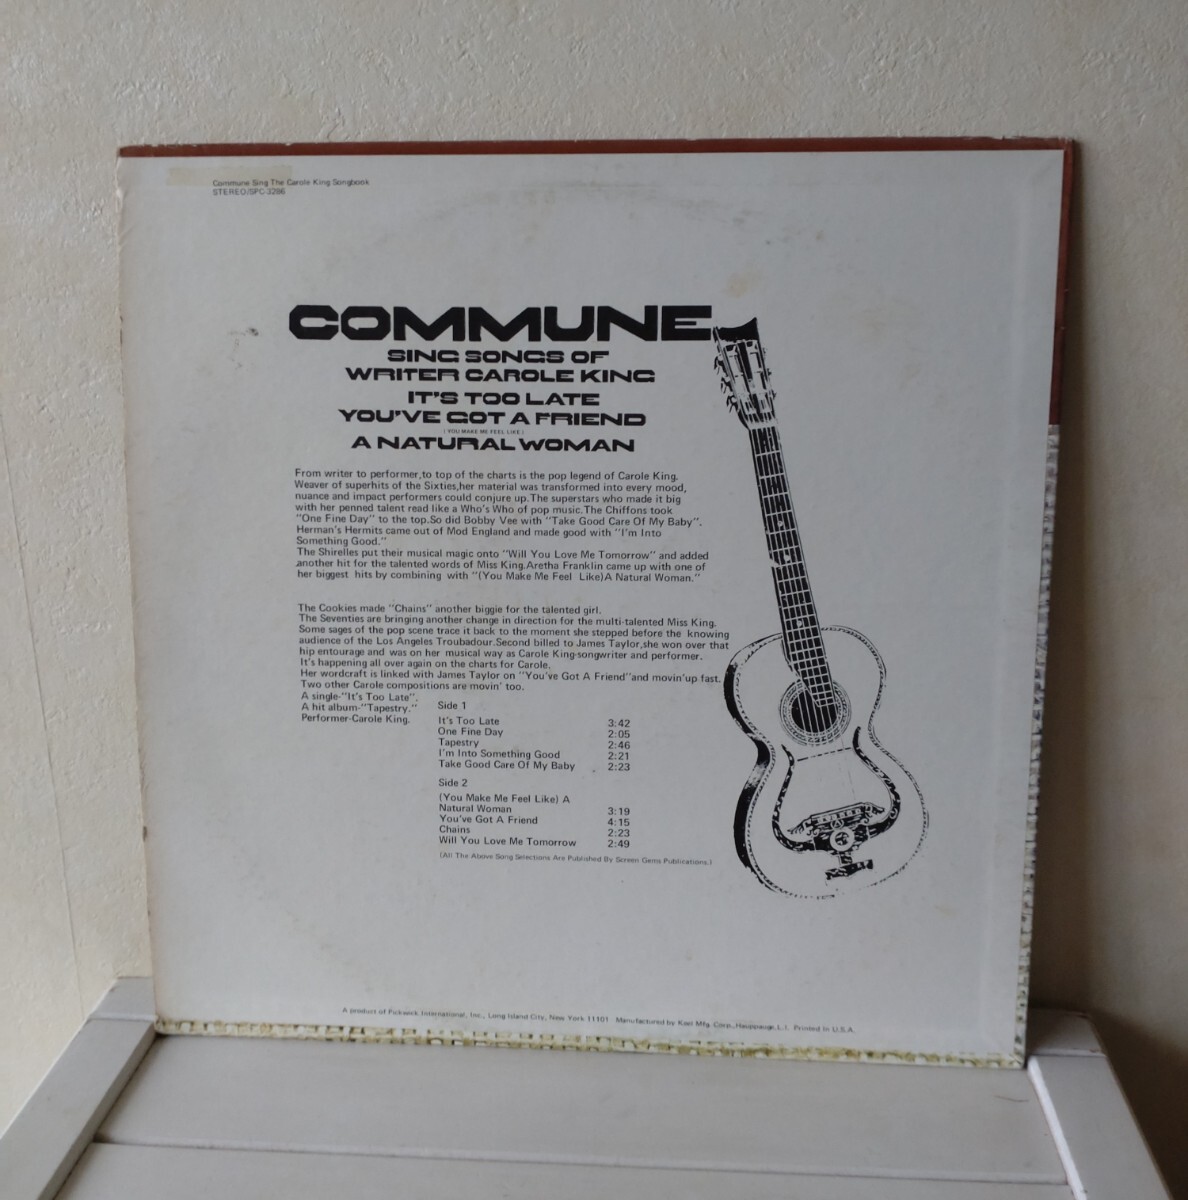 Commune Sing The Carole King Songbook
STEREO/SPC-3286
COMMUNE
SING SONGS OF
WRITER CAROLE KING
IT'S TOO LATE
YOU'VE GOT A FRIEND
(YOU MAKE ME FEEL LIKE)
A NATURAL WOMAN
From writer to performer,to top of the charts is the pop legend of Carole King.
Weaver of superhits of the Sixties,her material was transformed into every mood,
nuance and impact performers could conjure up.The superstars who made it big
with her penned talent read like a Who's Who of pop music.The Chiffons took
"One Fine Day" to the top.So did Bobby Vee with "Take Good Care Of My Baby".
Herman's Hermits came out of Mod England and made good with "I'm Into
Something Good."
The Shirelles put their musical magic onto "Will You Love Me Tomorrow" and added
another hit for the talented words of Miss King.Aretha Franklin came up with one of
her biggest hits by combining with "(You Make Me Feel Like)A Natural Woman."
The Cookies made "Chains" another biggie for the talented girl.
The Seventies are bringing another change in direction for the multi-talented Miss King.
Some sages of the pop scene trace it back to the moment she stepped before the knowing
audience of the Los Angeles Troubadour.Second billed to James Taylor,she won over that
hip entourage and was on her musical way as Carole King-songwriter and performer.
It's happening all over again on the charts for Carole.
Her wordcraft is linked with James Taylor on "You've Got A Friend"and movin'up fast.
Two other Carole compositions are movin' too.
A single-"It's Too Late".
A hit album-"Tapestry."
Performer-Carole King.
Side 1
It's Too Late 3:42
One Fine Day 2:05
Tapestry 2:46
I'm Into Something Good 2:21
Take Good Care Of My Baby 2:23
Side 2
(You Make Me Feel Like) A
Natural Woman 3:19
You've Got A Friend 4:15
Chains 2:23
Will You Love Me Tomorrow 2:49
(All The Above Song Selections Are Published By Screen Gems Publications.)
A product of Pickwick International, Inc., Long Island City, New York 11101 Manufactured by Keel Mfg. Corp.,Hauppauge,L.I. Printed in U.S.A.